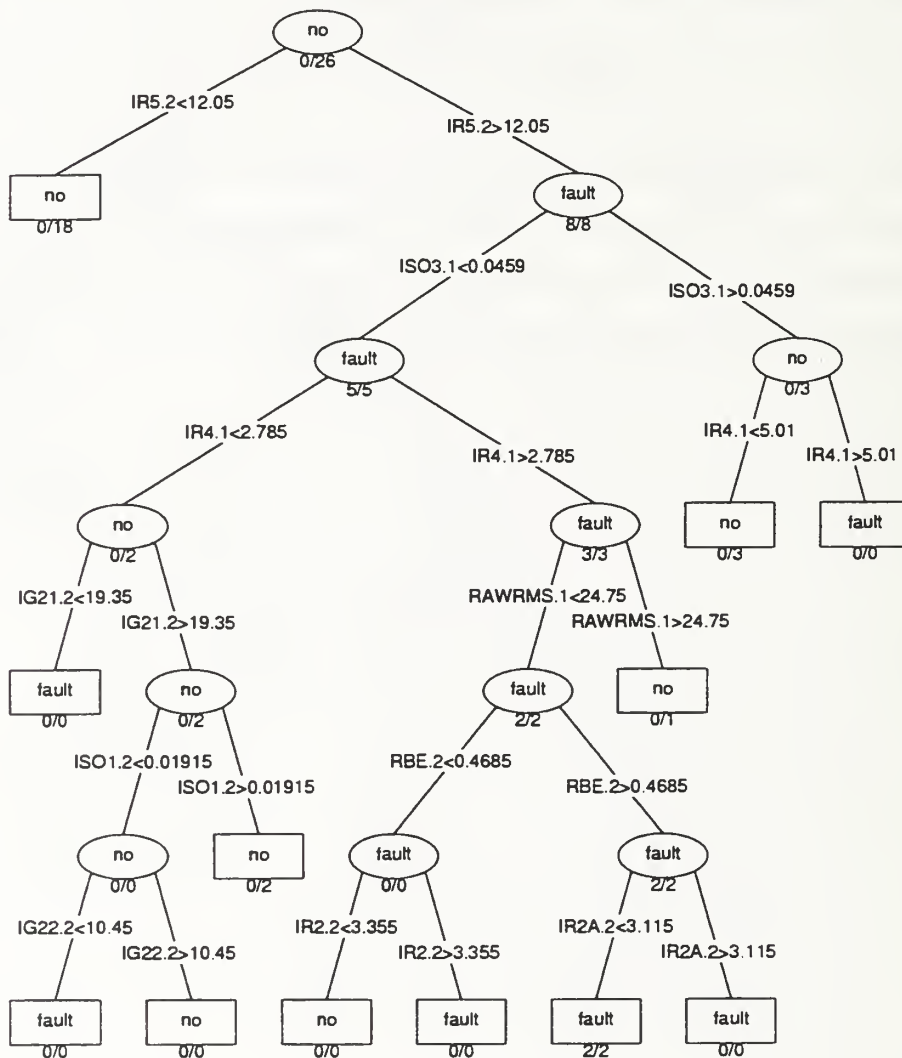 no
0/26
IR5.2<12.05
IR5.2>12.05
no
0/18
fault
8/8
ISO3.1<0.0459
ISO3.1>0.0459
fault
5/5
no
0/3
IR4.1<2.785
IR4.1>2.785
IR4.1<5.01
IR4.1>5.01
no
0/2
fault
3/3
no
0/3
fault
0/0
IG21.2<19.35
IG21.2>19.35
RAWRMS.1<24.75
RAWRMS.1>24.75
fault
0/0
no
0/2
fault
2/2
no
0/1
ISO1.2<0.01915
ISO1.2>0.01915
RBE.2<0.4685
RBE.2>0.4685
no
0/0
no
0/2
fault
0/0
fault
2/2
IG22.2<10.45
IG22.2>10.45
IR2.2<3.355
IR2.2>3.355
IR2A.2<3.115
IR2A.2>3.115
fault
0/0
no
0/0
no
0/0
fault
0/0
fault
2/2
fault
0/0